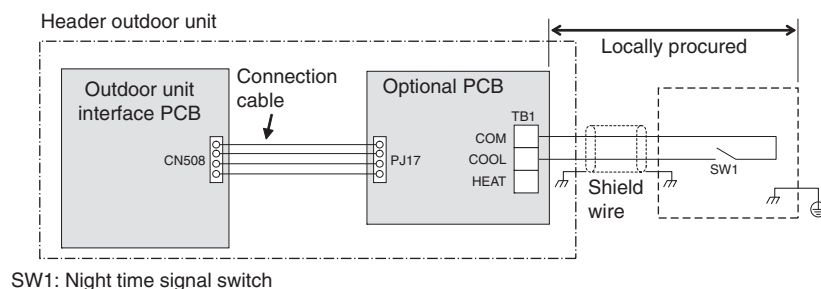 Header outdoor unit
Locally procured
Outdoor unit
interface PCB
Connection
cable
Optional PCB
TB1
COM
CN508
PJ17
COOL
SW1
HEAT
Shield
wire
SW1: Night time signal switch